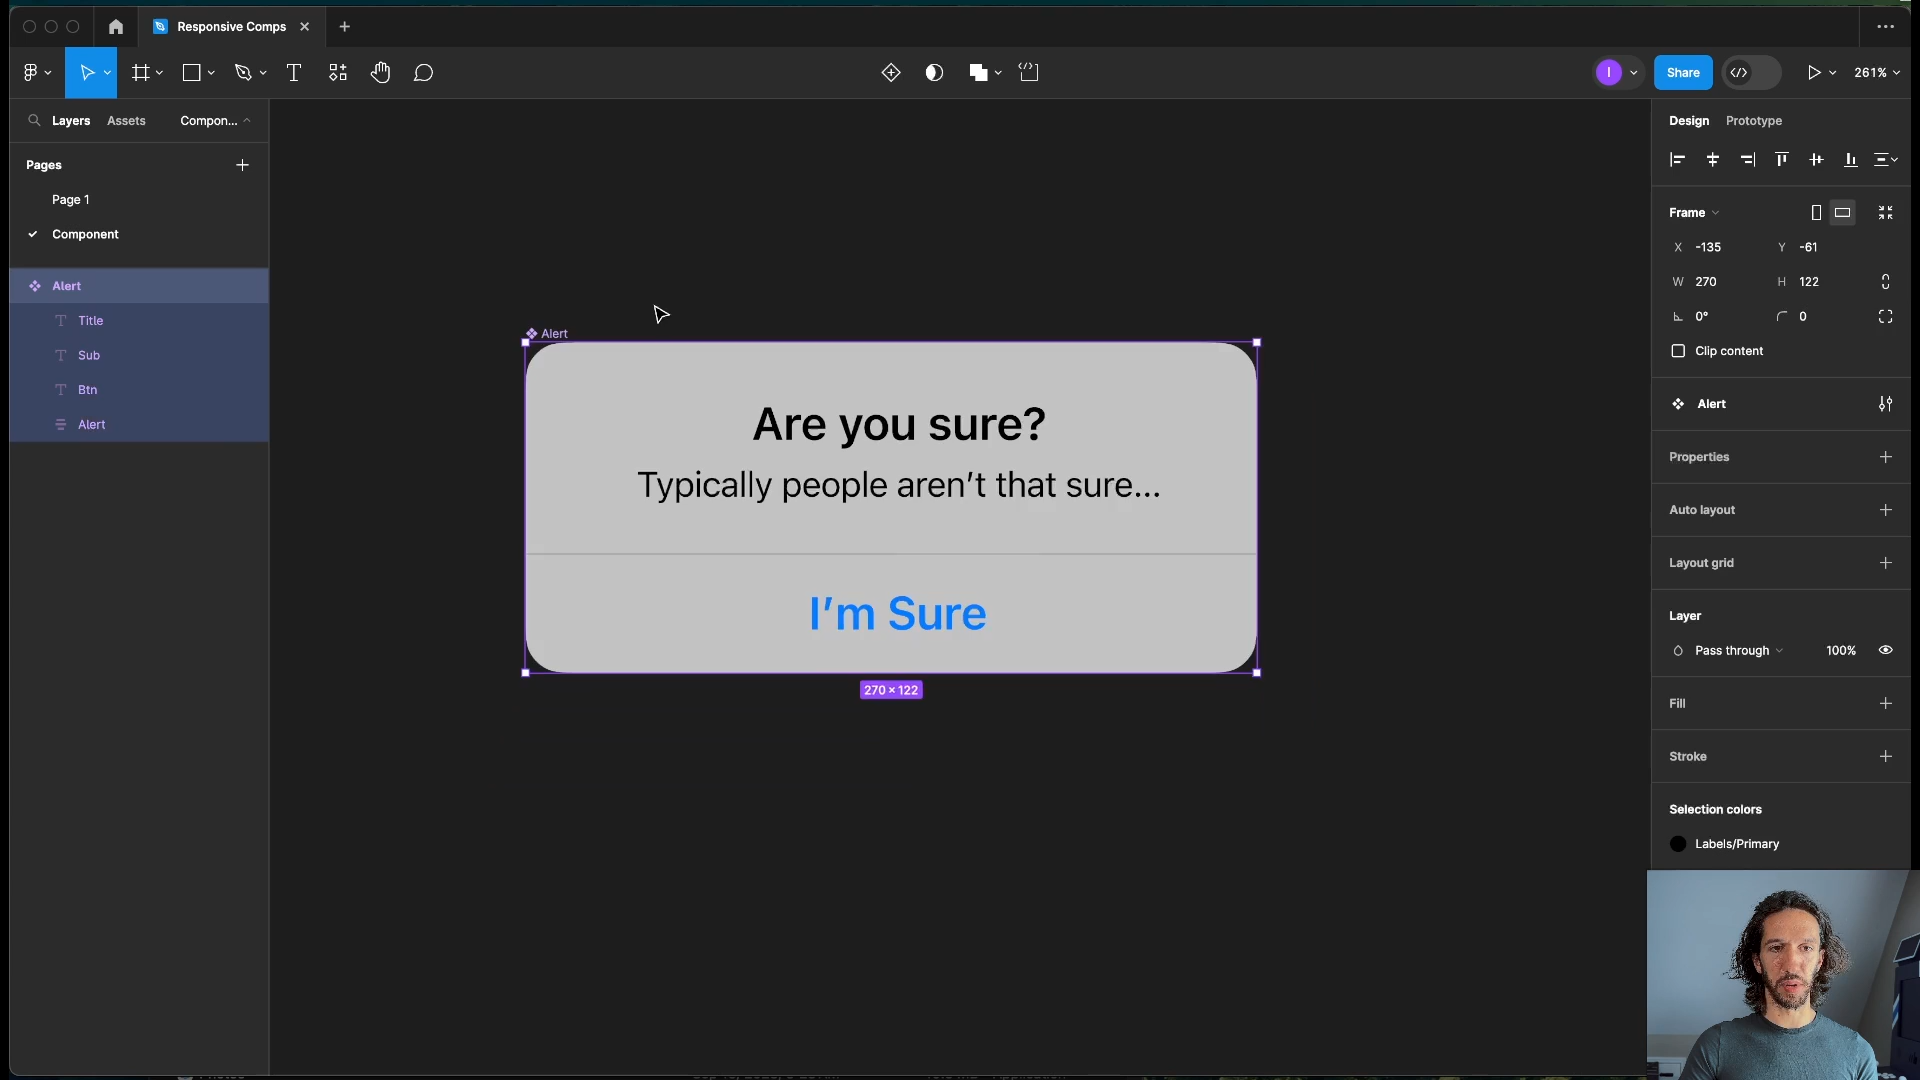 Responsive Comps
I
Share
261%
Layers
Assets
Compon...
Design
Prototype
Pages
Page 1
Component
Frame
X -135
Y -61
W 270
H 122
0°
0
Clip content
Alert
Title
Sub
Btn
Alert
Alert
Are you sure?
Typically people aren't that sure...
I'm Sure
270 × 122
Alert
Properties
Auto layout
Layout grid
Layer
Pass through
100%
Fill
Stroke
Selection colors
Labels/Primary